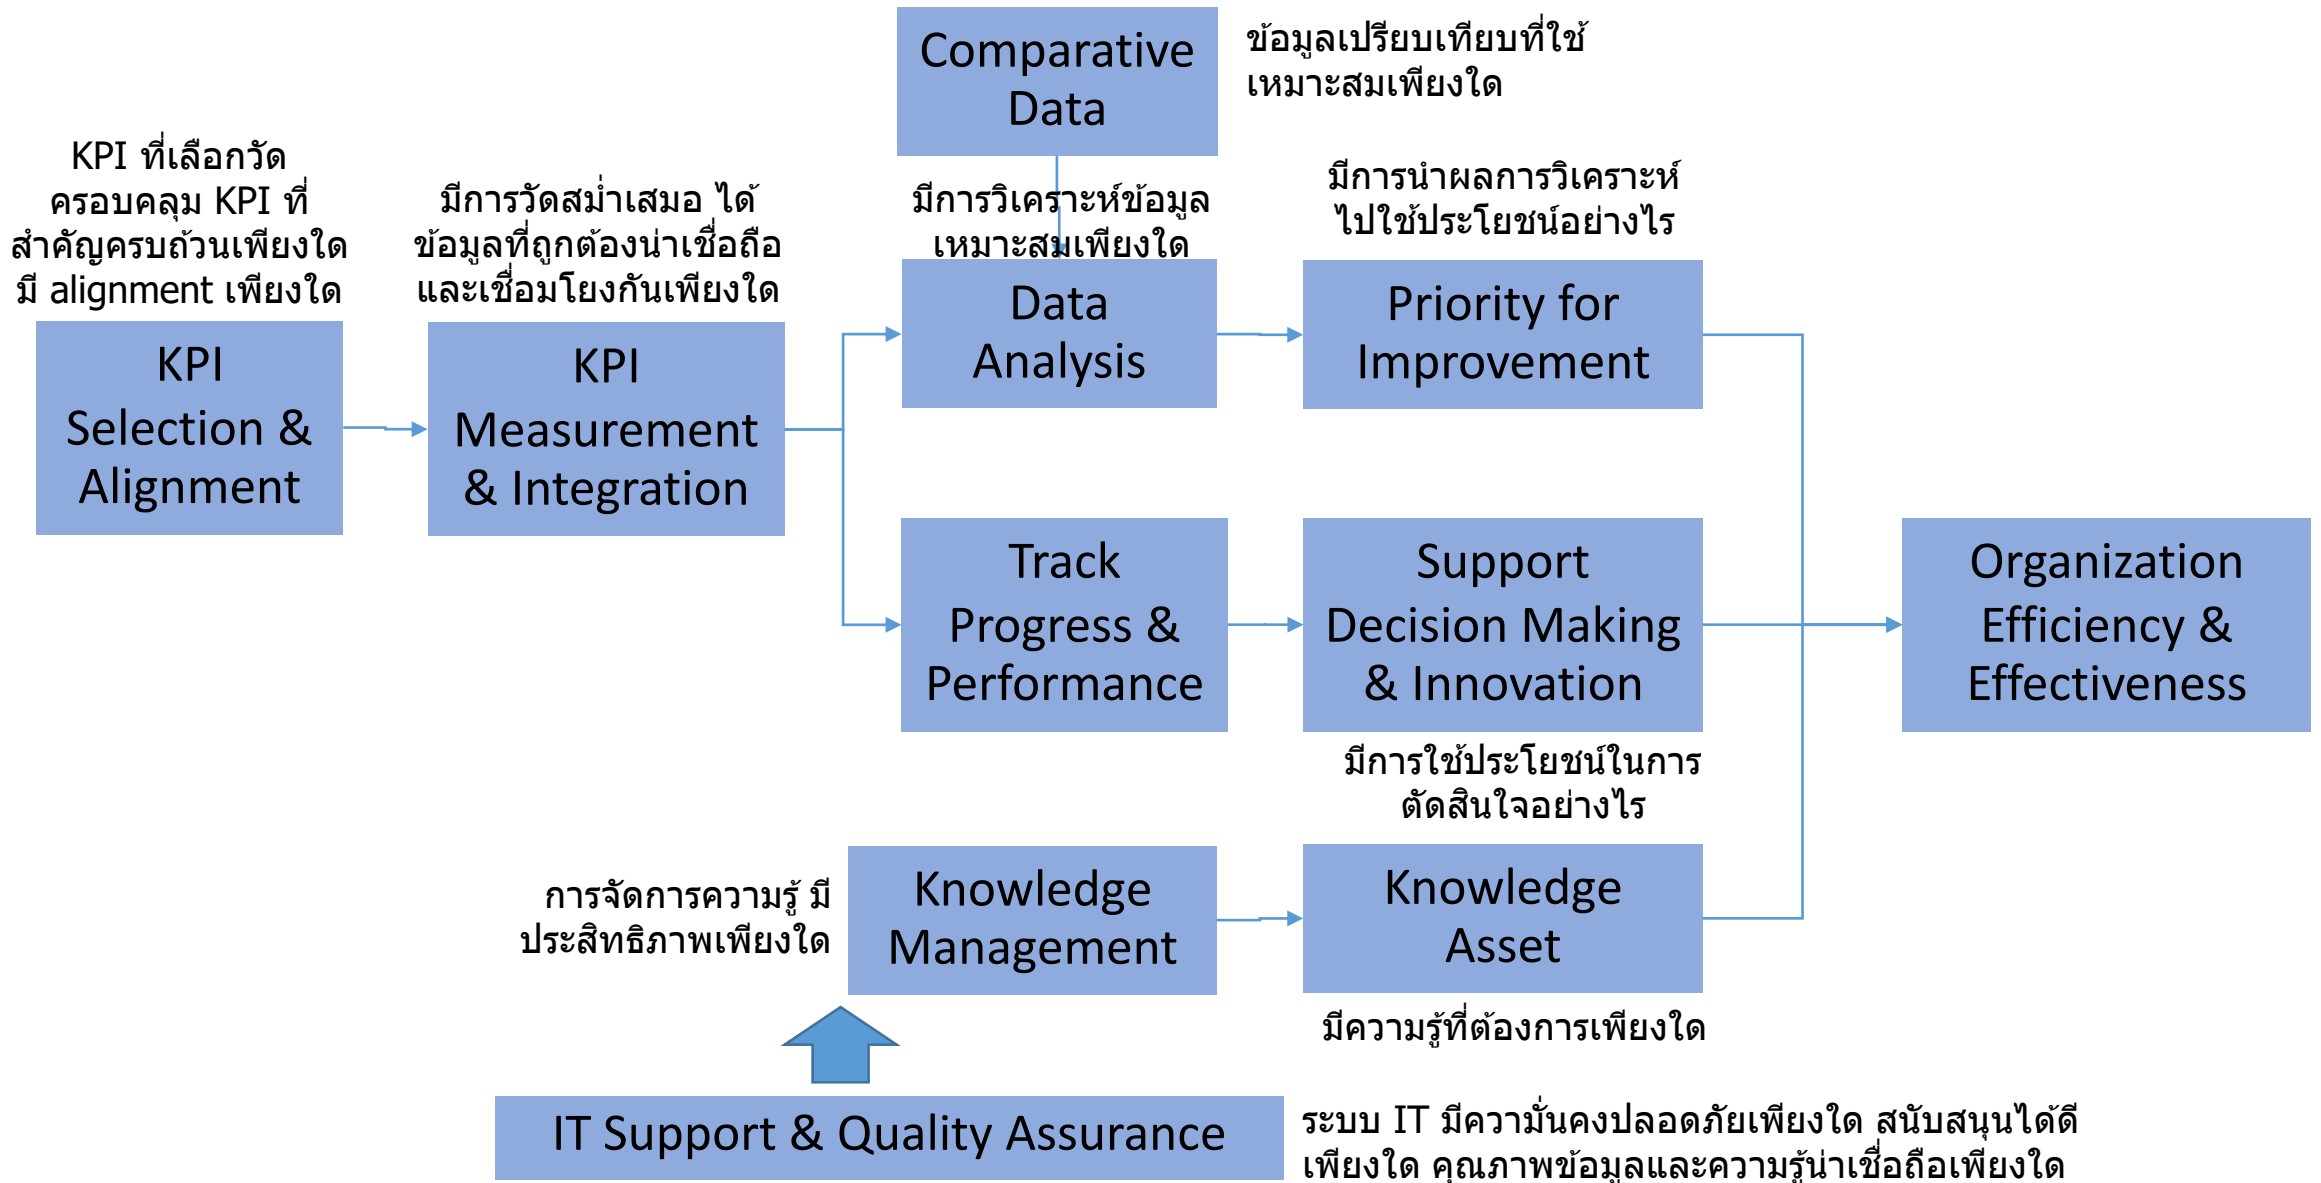 Comparative
Data
ข้อมูลเปรียบเทียบที่ใช้
เหมาะสมเพียงใด
KPI ที่เลือกวัด
ครอบคลุม KPI ที่
สำคัญครบถ้วนเพียงใด
มี alignment เพียงใด
มีการวัดสม่ำเสมอ ได้
ข้อมูลที่ถูกต้องน่าเชื่อถือ
และเชื่อมโยงกันเพียงใด
มีการวิเคราะห์ข้อมูล
เหมาะสมเพียงใด
มีการนำผลการวิเคราะห์
ไปใช้ประโยชน์อย่างไร
KPI
Selection &
Alignment
KPI
Measurement
& Integration
Data
Analysis
Priority for
Improvement
Track
Progress &
Performance
Support
Decision Making
& Innovation
Organization
Efficiency &
Effectiveness
มีการใช้ประโยชน์ในการ
ตัดสินใจอย่างไร
การจัดการความรู้ มี
ประสิทธิภาพเพียงใด
Knowledge
Management
Knowledge
Asset
มีความรู้ที่ต้องการเพียงใด
IT Support & Quality Assurance
ระบบ IT มีความั่นคงปลอดภัยเพียงใด สนับสนุนได้ดี
เพียงใด คุณภาพข้อมูลและความรู้น่าเชื่อถือเพียงใด